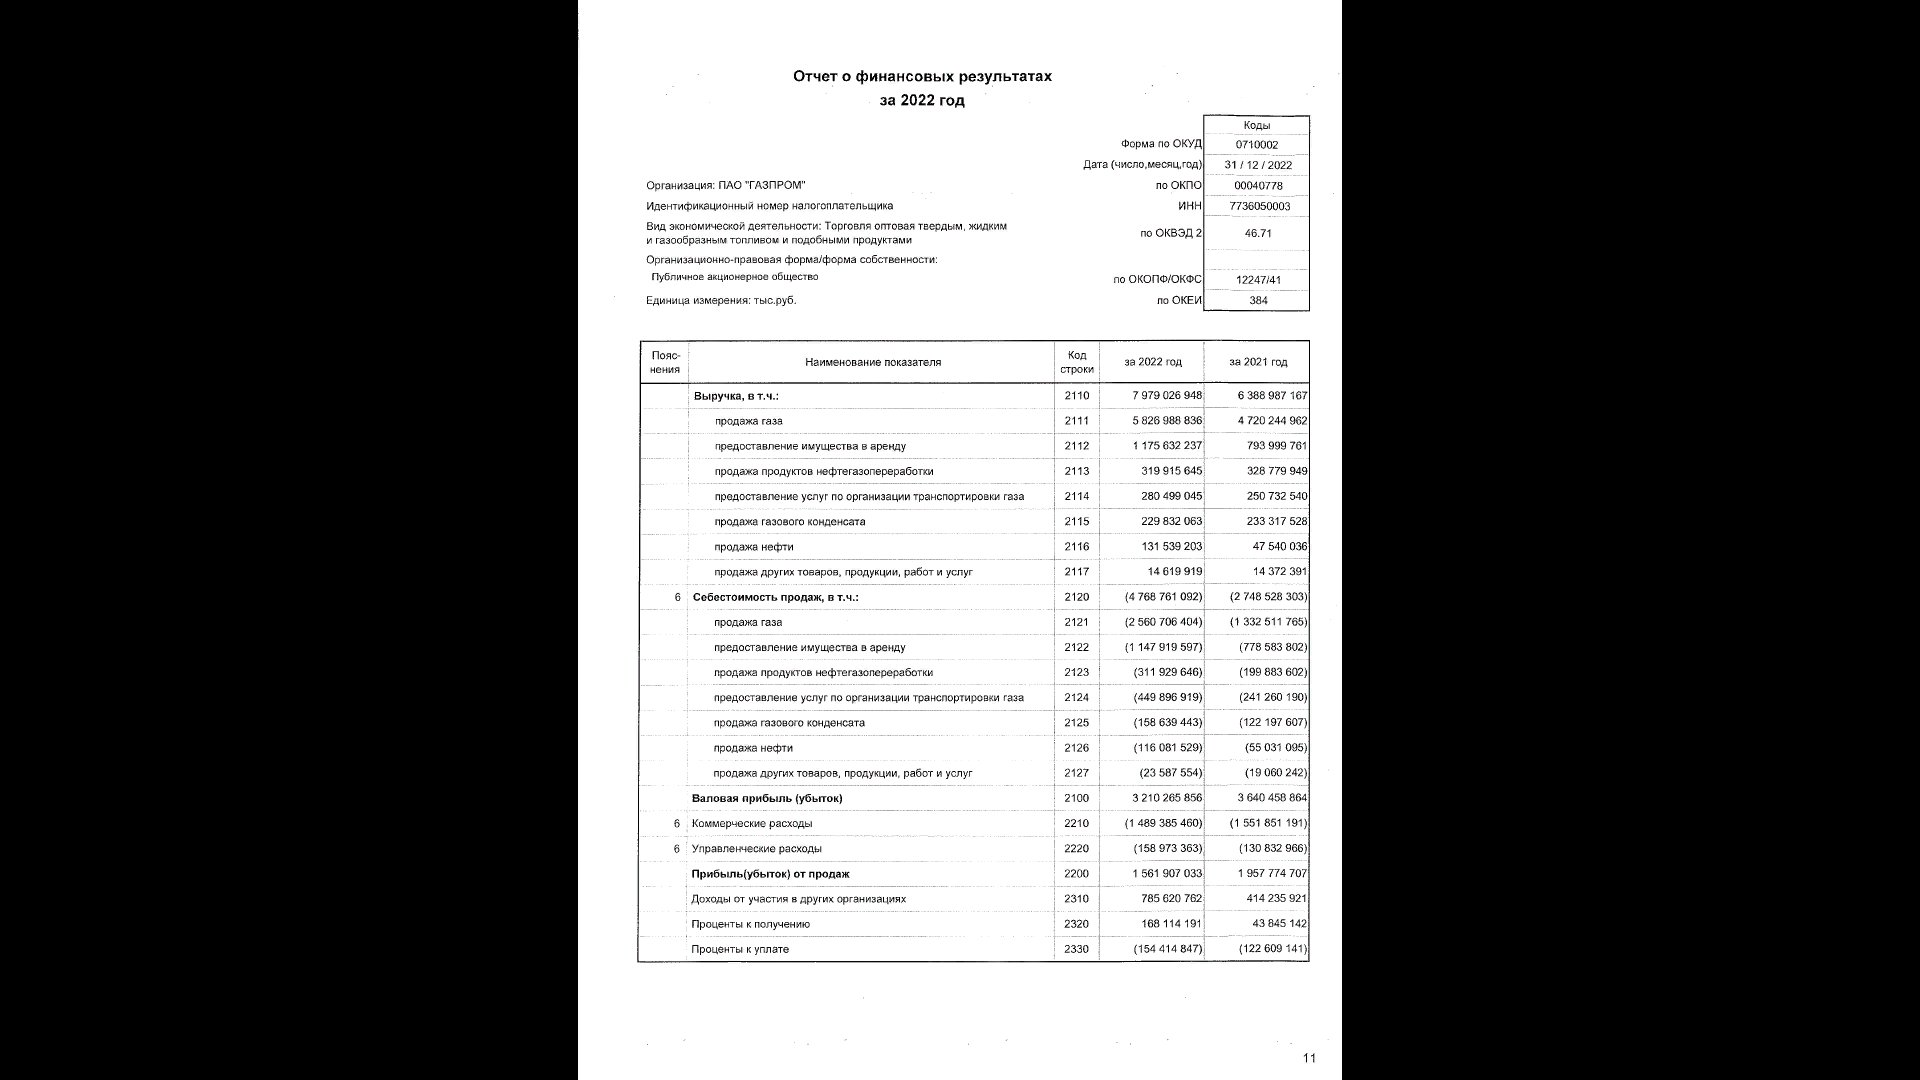 Отчет о финансовых результатах
за 2022 год
Коды
Форма по ОКУД 0710002
Дата (число,месяц,год) 31 / 12 / 2022
Организация: ПАО "ГАЗПРОМ" по ОКПО 00040778
Идентификационный номер налогоплательщика ИНН 7736050003
Вид экономической деятельности: Торговля оптовая твердым, жидким
и газообразным топливом и подобными продуктами по ОКВЭД 2 46.71
Организационно-правовая форма/форма собственности:
Публичное акционерное общество по ОКОПФ/ОКФС 12247/41
Единица измерения: тыс.руб. по ОКЕИ 384
Пояс-
нения Наименование показателя Код
строки за 2022 год за 2021 год
Выручка, в т.ч.: 2110 7 979 026 948 6 388 987 167
продажа газа 2111 5 826 988 836 4 720 244 962
предоставление имущества в аренду 2112 1 175 632 237 793 999 761
продажа продуктов нефтегазопереработки 2113 319 915 645 328 779 949
предоставление услуг по организации транспортировки газа 2114 280 499 045 250 732 540
продажа газового конденсата 2115 229 832 063 233 317 528
продажа нефти 2116 131 539 203 47 540 036
продажа других товаров, продукции, работ и услуг 2117 14 619 919 14 372 391
6 Себестоимость продаж, в т.ч.: 2120 (4 768 761 092) (2 748 528 303)
продажа газа 2121 (2 560 706 404) (1 332 511 765)
предоставление имущества в аренду 2122 (1 147 919 597) (778 583 802)
продажа продуктов нефтегазопереработки 2123 (311 929 646) (199 883 602)
предоставление услуг по организации транспортировки газа 2124 (449 896 919) (241 260 190)
продажа газового конденсата 2125 (158 639 443) (122 197 607)
продажа нефти 2126 (116 081 529) (55 031 095)
продажа других товаров, продукции, работ и услуг 2127 (23 587 554) (19 060 242)
Валовая прибыль (убыток) 2100 3 210 265 856 3 640 458 864
6 Коммерческие расходы 2210 (1 489 385 460) (1 551 851 191)
6 Управленческие расходы 2220 (158 973 363) (130 832 966)
Прибыль(убыток) от продаж 2200 1 561 907 033 1 957 774 707
Доходы от участия в других организациях 2310 785 620 762 414 235 921
Проценты к получению 2320 168 114 191 43 845 142
Проценты к уплате 2330 (154 414 847) (122 609 141)
11